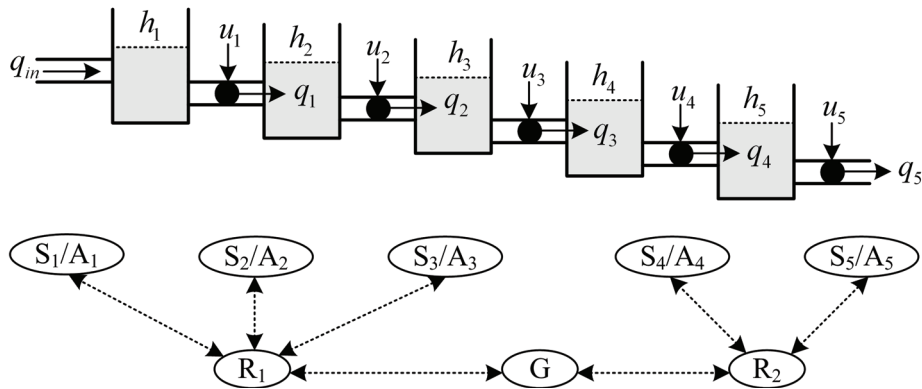 h₁ u₁ h₂ u₂ h₃ u₃ h₄ u₄ h₅ u₅
qᵢₙ q₁ q₂ q₃ q₄ q₅
S₁/A₁ S₂/A₂ S₃/A₃ S₄/A₄ S₅/A₅
R₁ G R₂